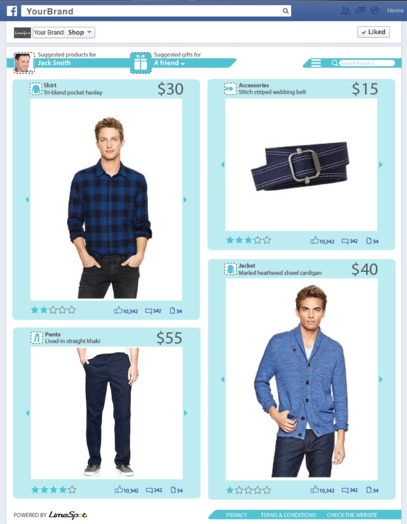 YourBrand
Home
Your Brand Shop
Liked
Suggested products for
Jack Smith
Suggested gifts for
A friend
Shirt
Tri-bland pocket henley
$30
10,342 342 54
Pants
Lived-in straight khaki
$55
10,342 342 54
Accessories
Stitch striped webbing belt
$15
10,342 342 54
Jacket
Marled heathered shawl cardigan
$40
10,342 342 54
POWERED BY LimeSpot
PRIVACY TERMS & CONDITIONS CHECK THE WEBSITE